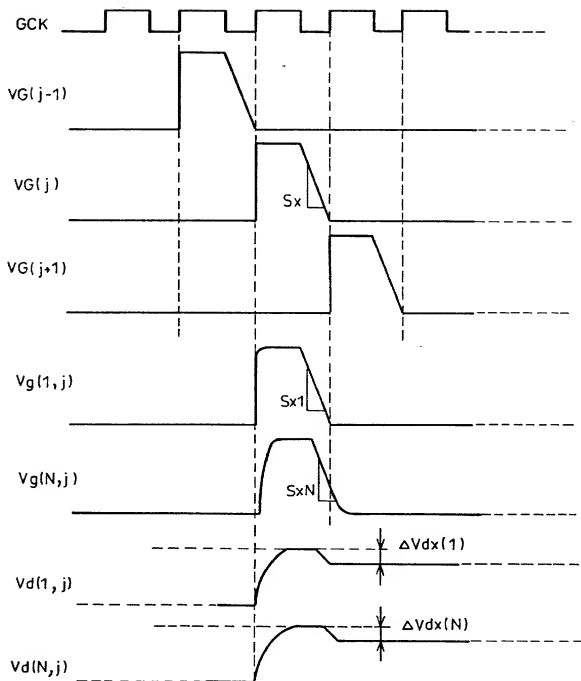 GCK
VG(j-1)
VG(j)
Sx
VG(j+1)
Vg(1,j)
Sx1
Vg(N,j)
SxN
ΔVdx(1)
Vd(1,j)
ΔVdx(N)
Vd(N,j)